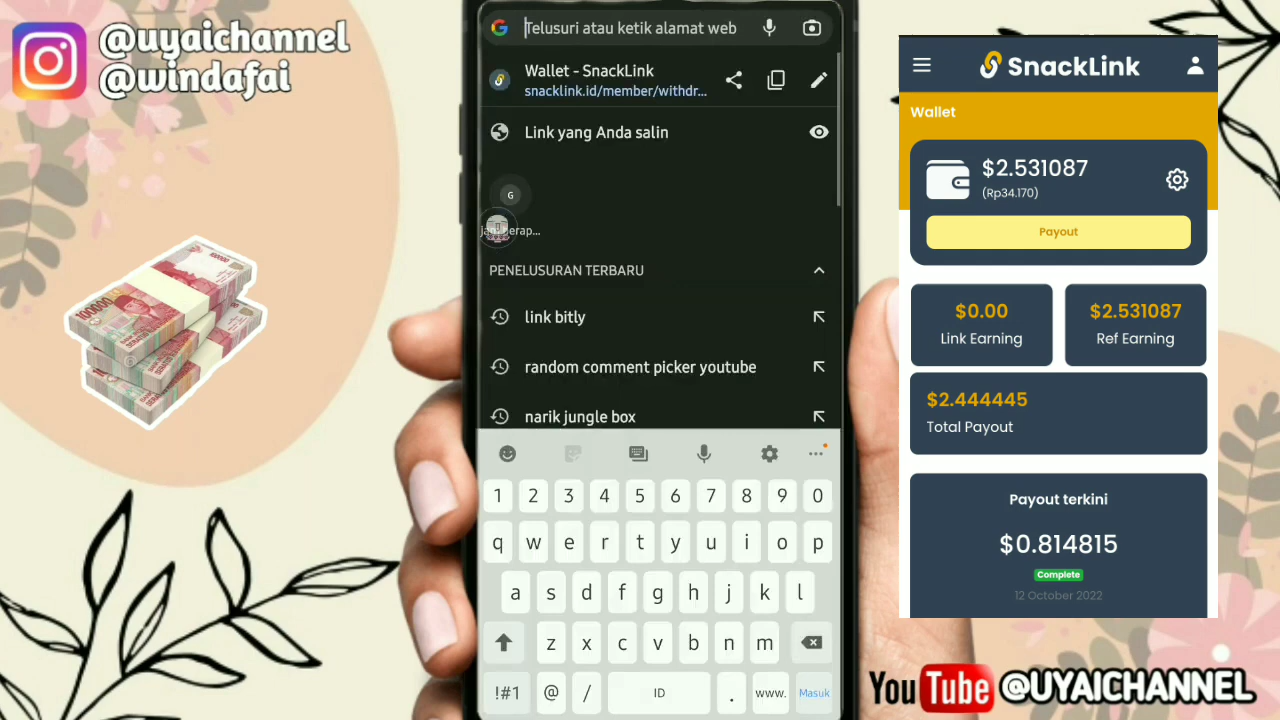 @uyaichannel
@windafai
100000
Telusuri atau ketik alamat web
Wallet - SnackLink
snacklink.id/member/withdr...
Link yang Anda salin
G
PENELUSURAN TERBARU
link bitly
random comment picker youtube
narik jungle box
1 2 3 4 5 6 7 8 9 0
q w e r t y u i o p
a s d f g h j k l
z x c v b n m
!#1 @ / ID . www. Masuk
SnackLink
Wallet
$2.531087
(Rp34.170)
Payout
$0.00
Link Earning
$2.531087
Ref Earning
$2.444445
Total Payout
Payout terkini
$0.814815
Complete
12 October 2022
YouTube @UYAICHANNEL